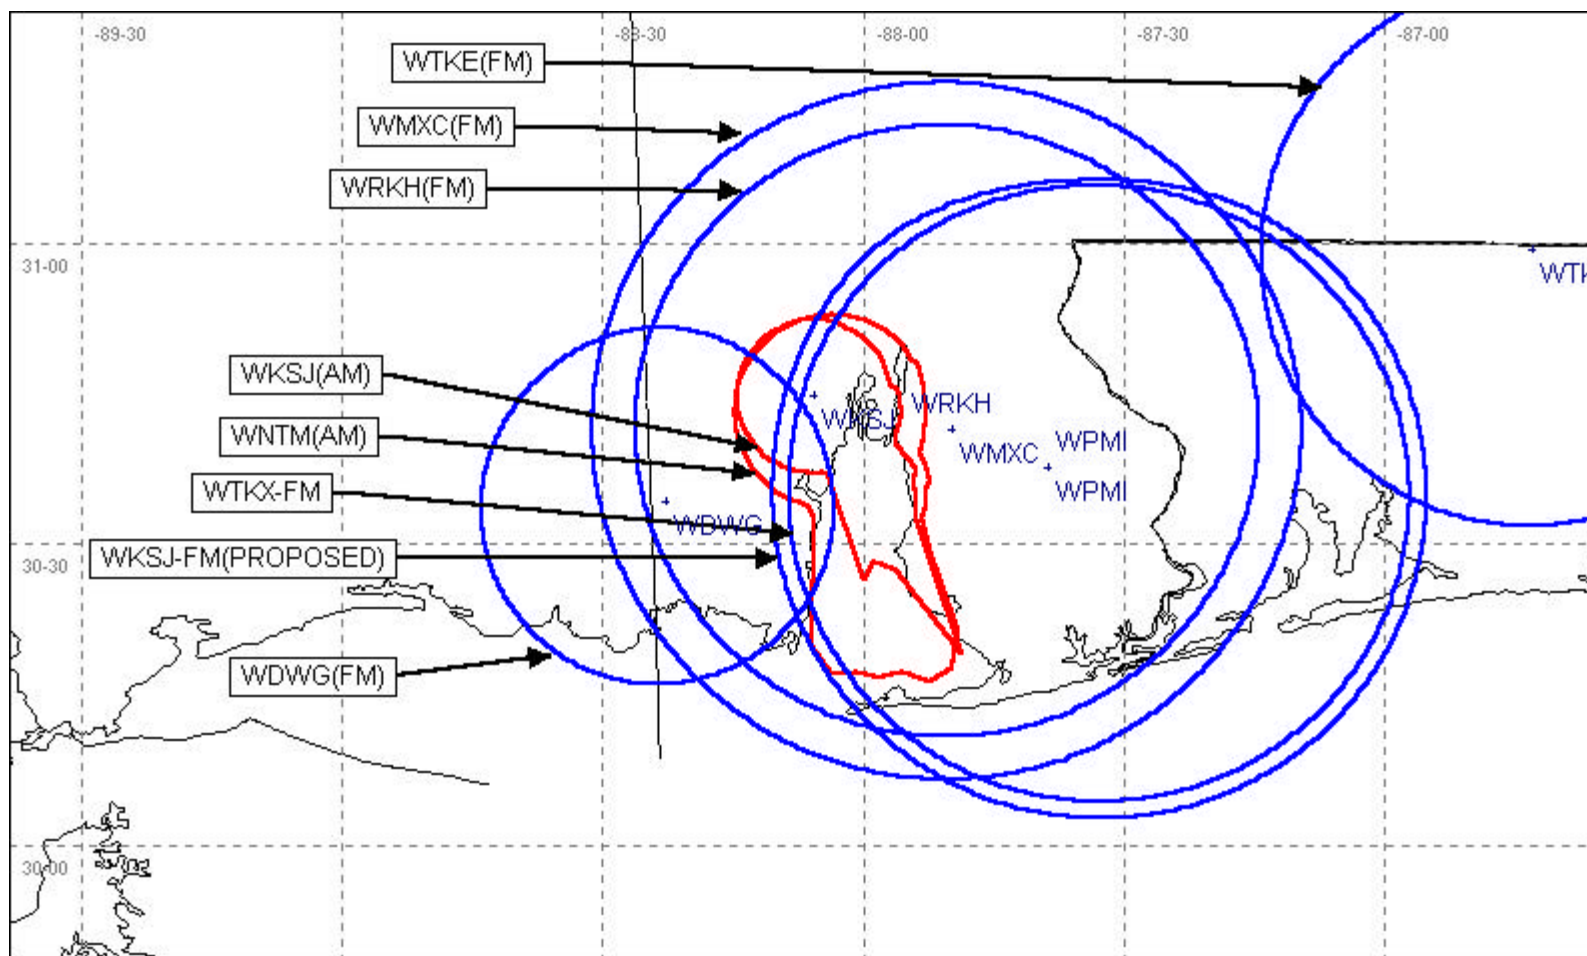 -89-30
-88-30
-88-00
-87-30
-87-00
WTKE(FM)
WMXC(FM)
WRKH(FM)
31-00
WTK
WKSJ(AM)
WKSJ
WRKH
WNTM(AM)
WMXC
WPMI
WTKX-FM
WPMI
WDWG
WKSJ-FM(PROPOSED)
30-30
WDWG(FM)
30-00